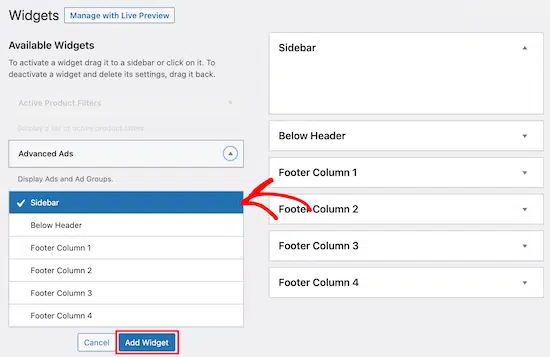 Widgets
Manage with Live Preview
Available Widgets
To activate a widget drag it to a sidebar or click on it. To
deactivate a widget and delete its settings, drag it back.
Active Product Filters
Display a list of active product filters.
Advanced Ads
Display Ads and Ad Groups.
Sidebar
Below Header
Footer Column 1
Footer Column 2
Footer Column 3
Footer Column 4
Cancel
Add Widget
Sidebar
Below Header
Footer Column 1
Footer Column 2
Footer Column 3
Footer Column 4